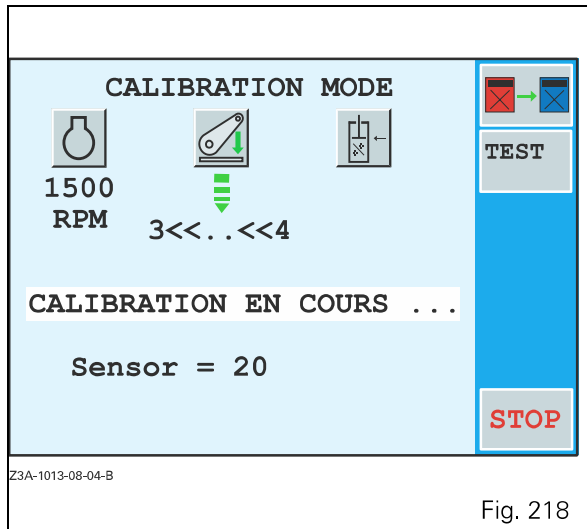 CALIBRATION MODE
TEST
1500
RPM
3<<..<<4
CALIBRATION EN COURS ...
Sensor = 20
STOP
Z3A-1013-08-04-B
Fig. 218